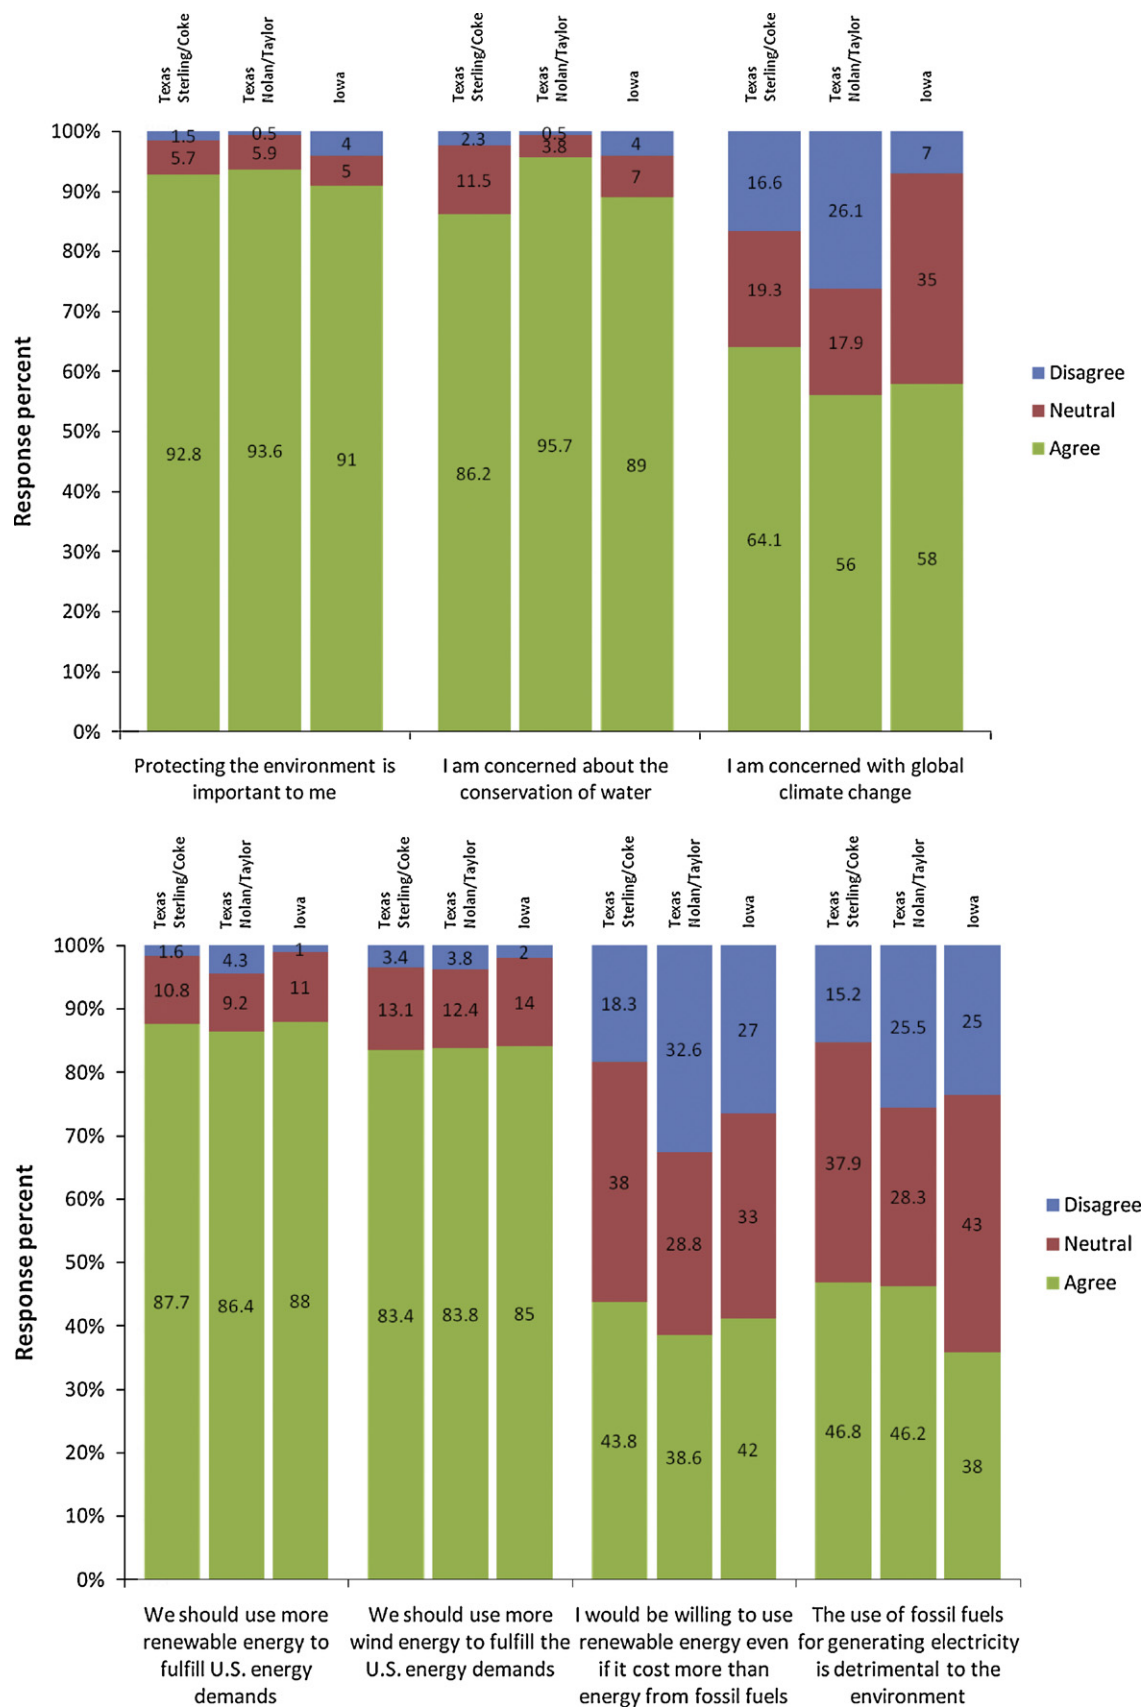 Texas
Sterling/Coke
Texas
Nolan/Taylor
Iowa
Texas
Sterling/Coke
Texas
Nolan/Taylor
Iowa
Texas
Sterling/Coke
Texas
Nolan/Taylor
Iowa
Response percent
100%
90%
80%
70%
60%
50%
40%
30%
20%
10%
0%
1.5
5.7
92.8
0.5
5.9
93.6
4
5
91
2.3
11.5
86.2
0.5
3.8
95.7
4
7
89
16.6
19.3
64.1
26.1
17.9
56
7
35
58
Disagree
Neutral
Agree
Protecting the environment is
important to me
I am concerned about the
conservation of water
I am concerned with global
climate change
Texas
Sterling/Coke
Texas
Nolan/Taylor
Iowa
Texas
Sterling/Coke
Texas
Nolan/Taylor
Iowa
Texas
Sterling/Coke
Texas
Nolan/Taylor
Iowa
Texas
Sterling/Coke
Texas
Nolan/Taylor
Iowa
Response percent
100%
90%
80%
70%
60%
50%
40%
30%
20%
10%
0%
1.6
10.8
87.7
4.3
9.2
86.4
1
11
88
3.4
13.1
83.4
3.8
12.4
83.8
2
14
85
18.3
38
43.8
32.6
28.8
38.6
27
33
42
15.2
37.9
46.8
25.5
28.3
46.2
25
43
38
Disagree
Neutral
Agree
We should use more
renewable energy to
fulfill U.S. energy
demands
We should use more
wind energy to fulfill the
U.S. energy demands
I would be willing to use
renewable energy even
if it cost more than
energy from fossil fuels
The use of fossil fuels
for generating electricity
is detrimental to the
environment